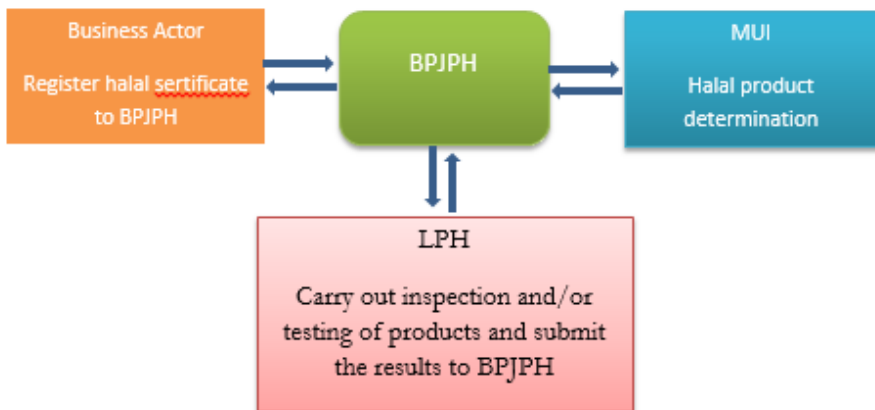 Business Actor
Register halal sertificate
to BPJPH
BPJPH
MUI
Halal product
determination
LPH
Carry out inspection and/or
testing of products and submit
the results to BPJPH